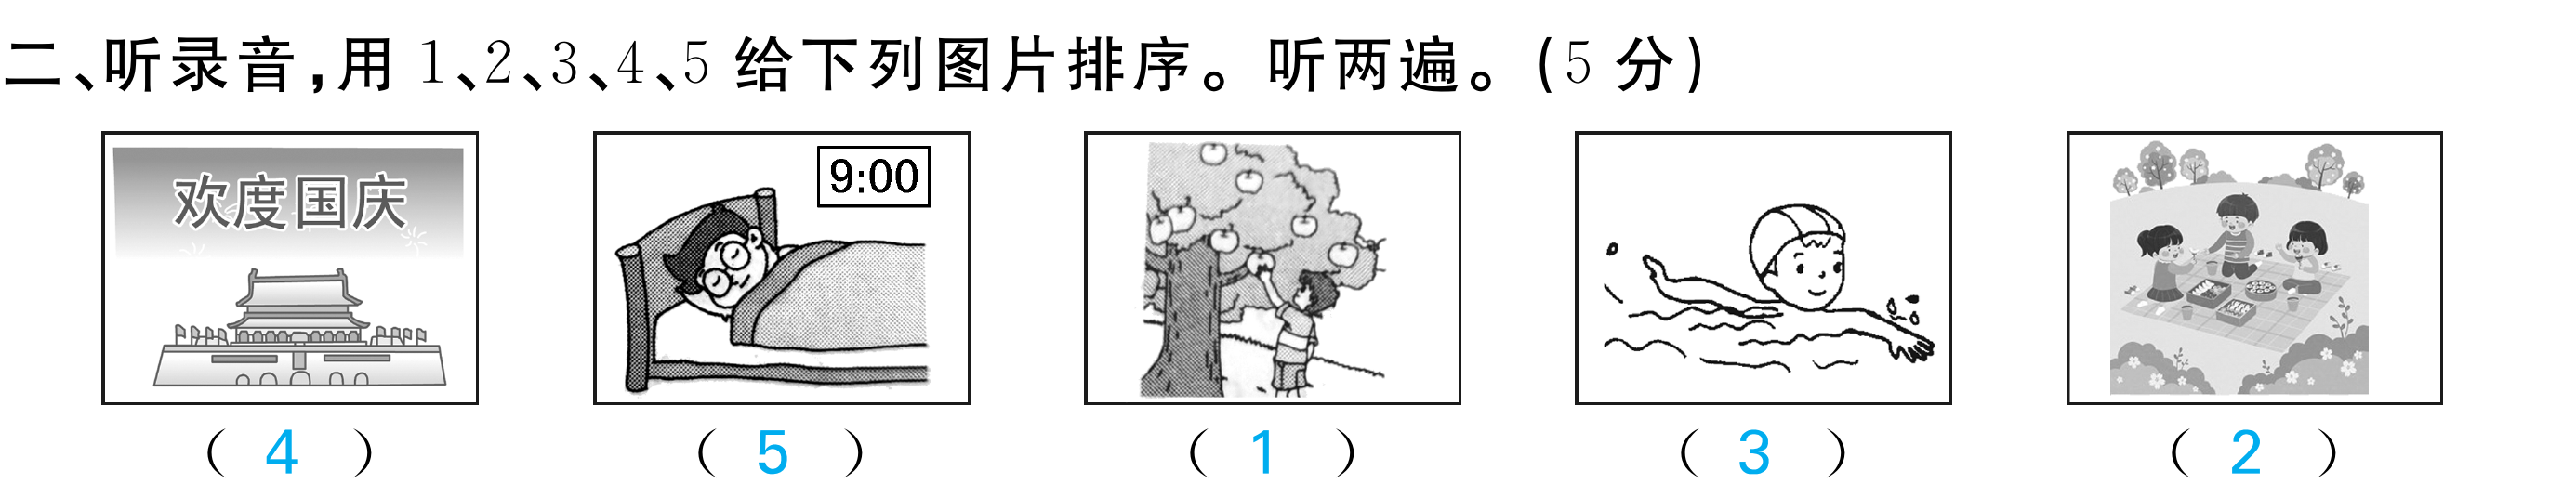 二、听录音,用 1、2、3、4、5 给下列图片排序。听两遍。(5 分)
欢度国庆
9:00
( 4 ) ( 5 ) ( 1 ) ( 3 ) ( 2 )